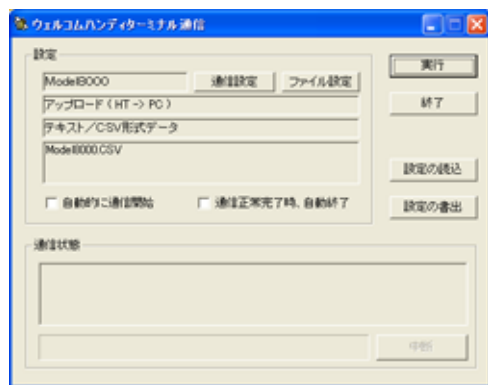 ウェルコムハンディターミナル通信
設定
Model8000
通信設定
ファイル設定
アップロード ( HT -> PC )
テキスト／CSV形式データ
Model8000.CSV
自動的に通信開始
通信正常完了時、自動終了
実行
終了
設定の読込
設定の書出
通信状態
中断